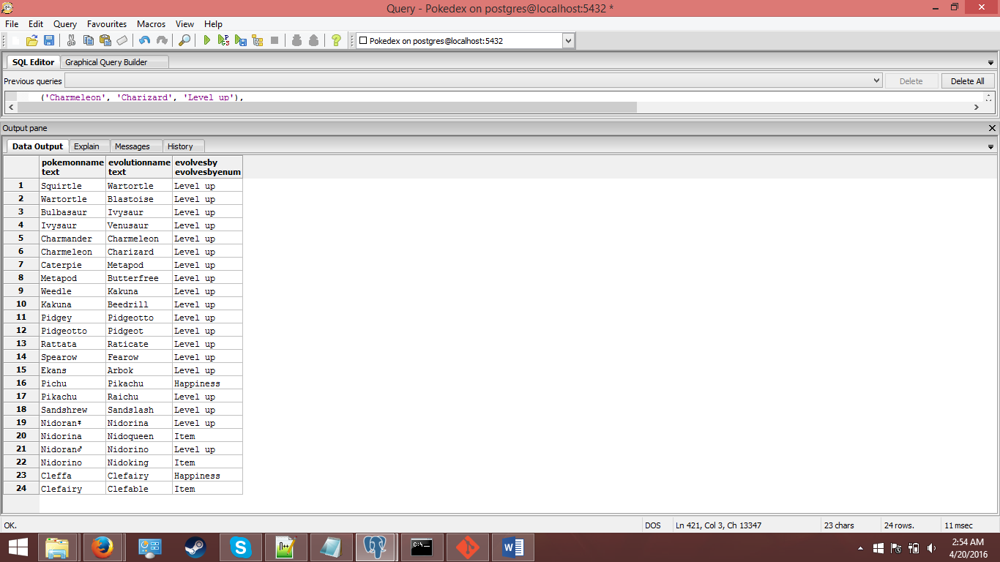 Query - Pokedex on postgres@localhost:5432 *
File Edit Query Favourites Macros View Help
Pokedex on postgres@localhost:5432
SQL Editor Graphical Query Builder
Previous queries Delete Delete All
('Charmeleon', 'Charizard', 'Level up'),
Output pane
Data Output Explain Messages History
pokemonname evolutionname evolvesby
text text evolvesbyenum
1 Squirtle Wartortle Level up
2 Wartortle Blastoise Level up
3 Bulbasaur Ivysaur Level up
4 Ivysaur Venusaur Level up
5 Charmander Charmeleon Level up
6 Charmeleon Charizard Level up
7 Caterpie Metapod Level up
8 Metapod Butterfree Level up
9 Weedle Kakuna Level up
10 Kakuna Beedrill Level up
11 Pidgey Pidgeotto Level up
12 Pidgeotto Pidgeot Level up
13 Rattata Raticate Level up
14 Spearow Fearow Level up
15 Ekans Arbok Level up
16 Pichu Pikachu Happiness
17 Pikachu Raichu Level up
18 Sandshrew Sandslash Level up
19 Nidoran♀ Nidorina Level up
20 Nidorina Nidoqueen Item
21 Nidoran♂ Nidorino Level up
22 Nidorino Nidoking Item
23 Cleffa Clefairy Happiness
24 Clefairy Clefable Item
OK. DOS Ln 421, Col 3, Ch 13347 23 chars 24 rows. 11 msec
2:54 AM
4/20/2016